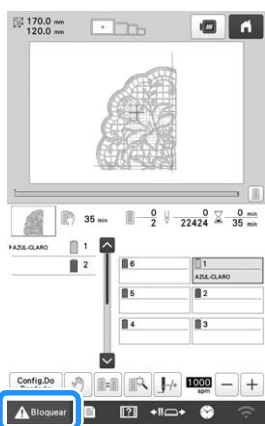 170.0 mm
120.0 mm
35 min
0
2
0
22424
0 min
35 min
AZUL-CLARO 1
2
6
1
AZUL-CLARO
5
2
4
3
Config.Do
1000
spm
- +
Bloquear